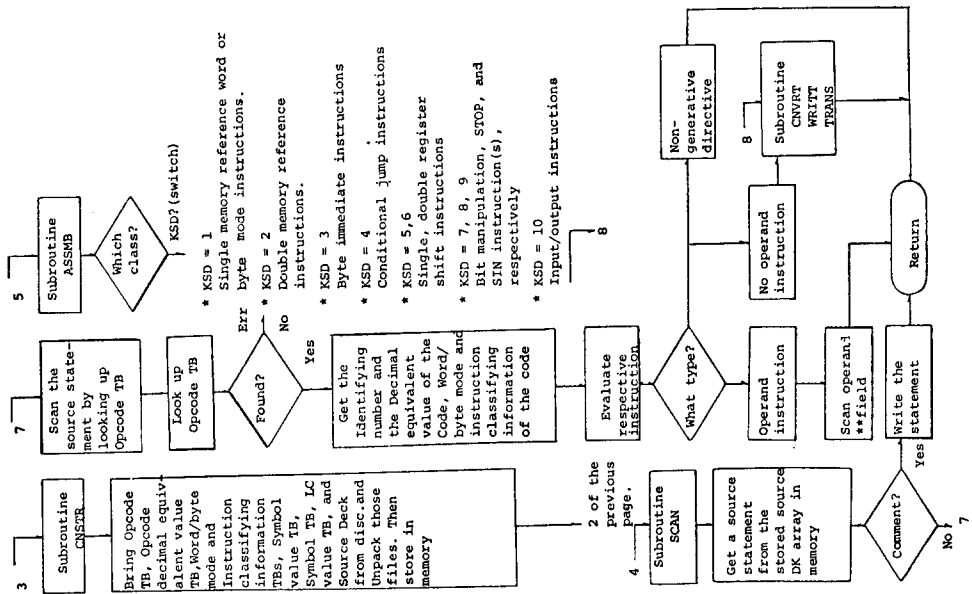 3
Subroutine
CNSTR
Bring Opcode
TB, Opcode
decimal equiv-
alent value
TB,Word/byte
mode and
Instruction
classifying
information
TBs, Symbol
value TB,
Symbol TB, LC
value TB, and
Source Deck
from disc.and
Unpack those
files. Then
store in
memory
2 of the
previous
page.
4
Subroutine
SCAN
Get a source
statement
from the
stored source
DK array in
memory
Comment?
Yes
No
7
7
Scan the
source state-
ment by
looking up
Opcode TB
Look up
Opcode TB
Found?
Err
No
Yes
Get the
Identifying
number and
the Decimal
equivalent
value of the
Code, Word/
byte mode and
instruction
classifying
information
of the code
Evaluate
respective
instruction
What type?
Operand
instruction
Scan operand
**field
Write the
statement
Return
No operand
instruction
Non-
generative
directive
8
Subroutine
CNVRT
WRITT
TRANS
5
Subroutine
ASSMB
Which
class?
KSD?(switch)
* KSD = 1
Single memory reference word or
byte mode instructions.
* KSD = 2
Double memory reference
instructions.
* KSD = 3
Byte immediate instructions
* KSD = 4
Conditional jump instructions
* KSD = 5,6
Single, double register
shift instructions
* KSD = 7, 8, 9
Bit manipulation, STOP, and
SIN instruction(s),
respectively
* KSD = 10
Input/output instructions
8